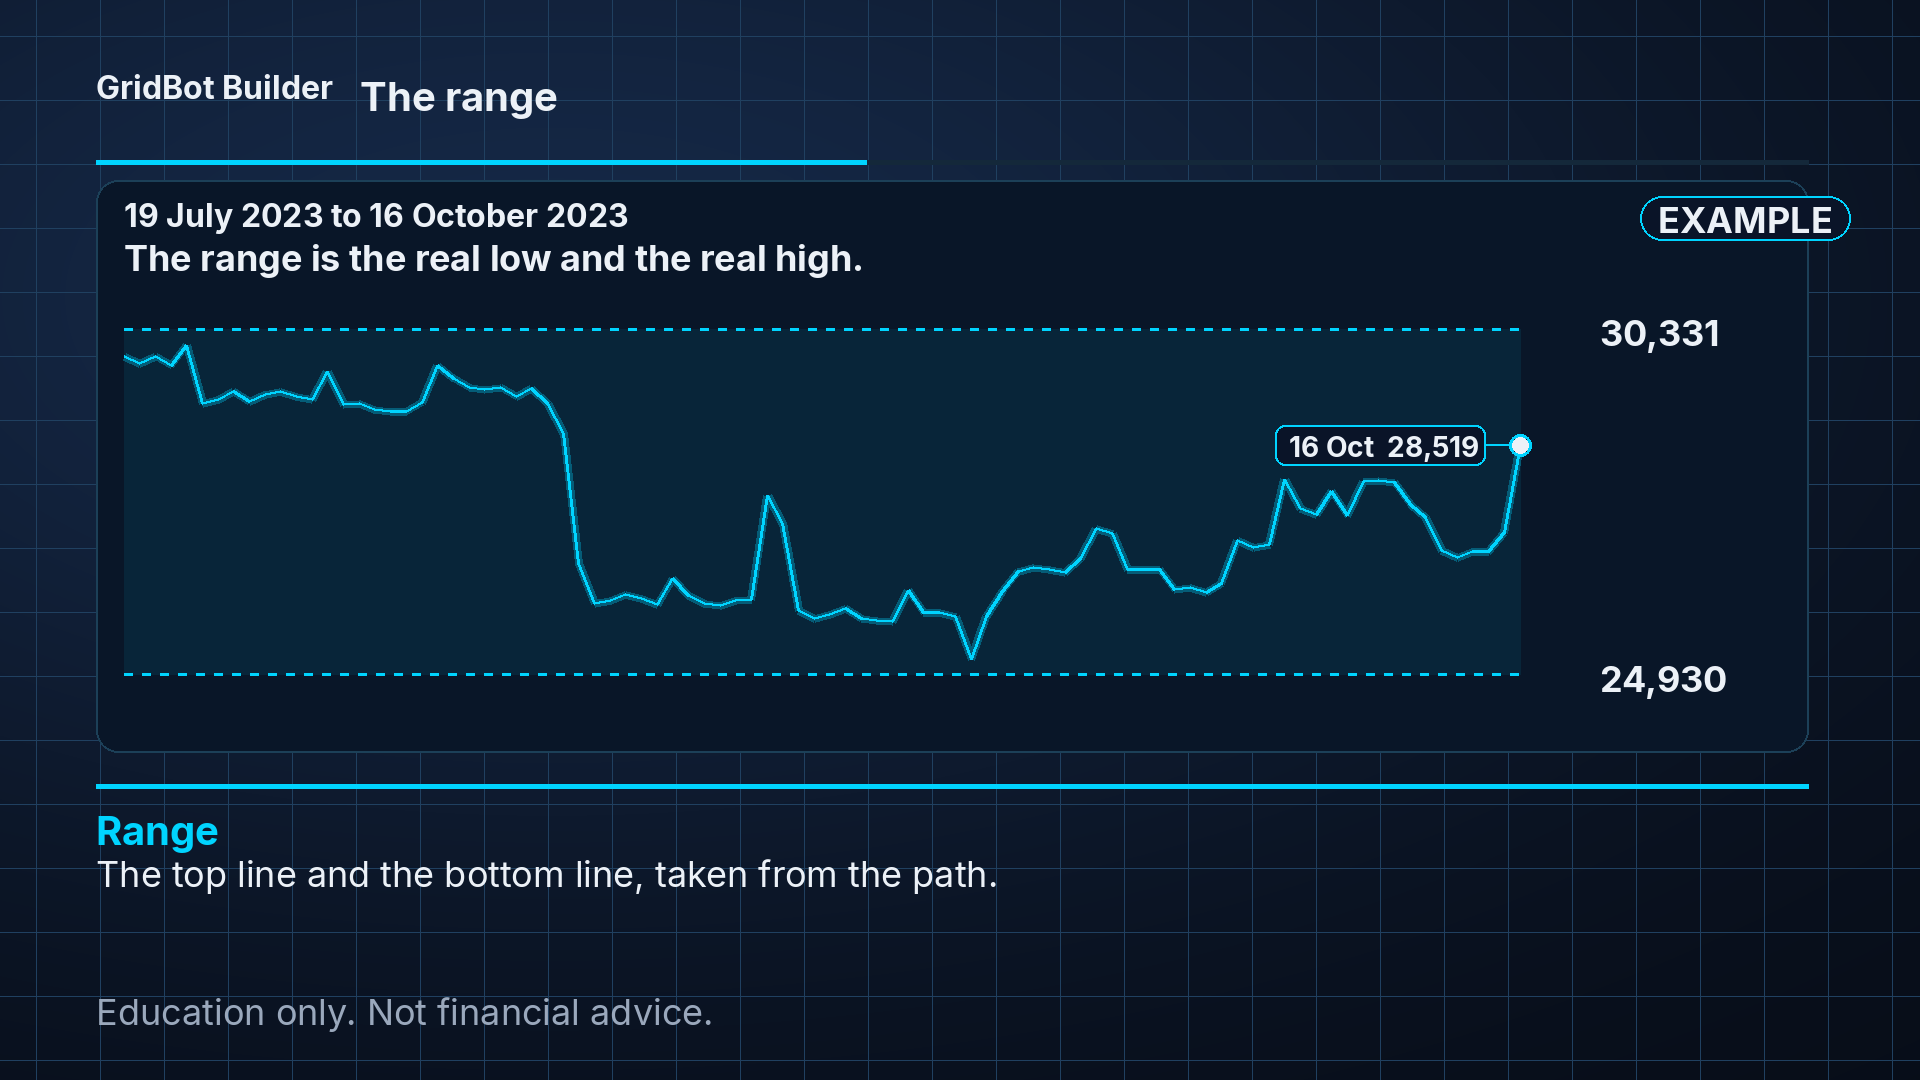 GridBot Builder
The range
19 July 2023 to 16 October 2023
EXAMPLE
The range is the real low and the real high.
30,331
16 Oct 28,519
24,930
Range
The top line and the bottom line, taken from the path.
Education only. Not financial advice.